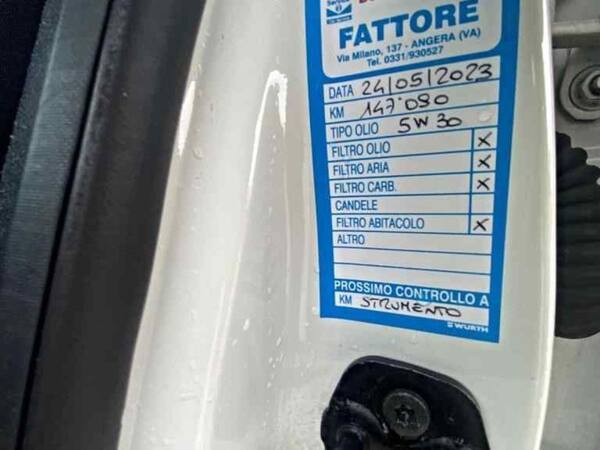 Service
FATTORE
Via Milano, 137 - ANGERA (VA)
Tel. 0331/930527
DATA 24/05/2023
KM 147'080
TIPO OLIO 5W30
FILTRO OLIO X
FILTRO ARIA X
FILTRO CARB. X
CANDELE
FILTRO ABITACOLO X
ALTRO
PROSSIMO CONTROLLO A
KM STRUMENTO
WÜRTH